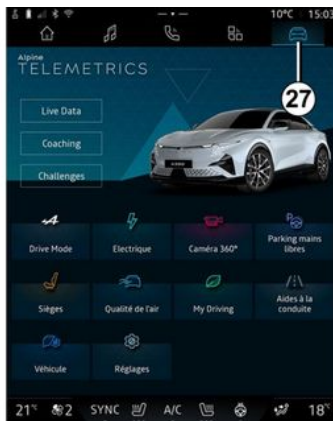 10°C 15:03
27
Alpine
TELEMETRICS
Live Data
Coaching
Challenges
Drive Mode
Electrique
Caméra 360°
Parking mains
libres
Sièges
Qualité de l'air
My Driving
Aides à la
conduite
Véhicule
Réglages
21°C 2 SYNC A/C 18°C